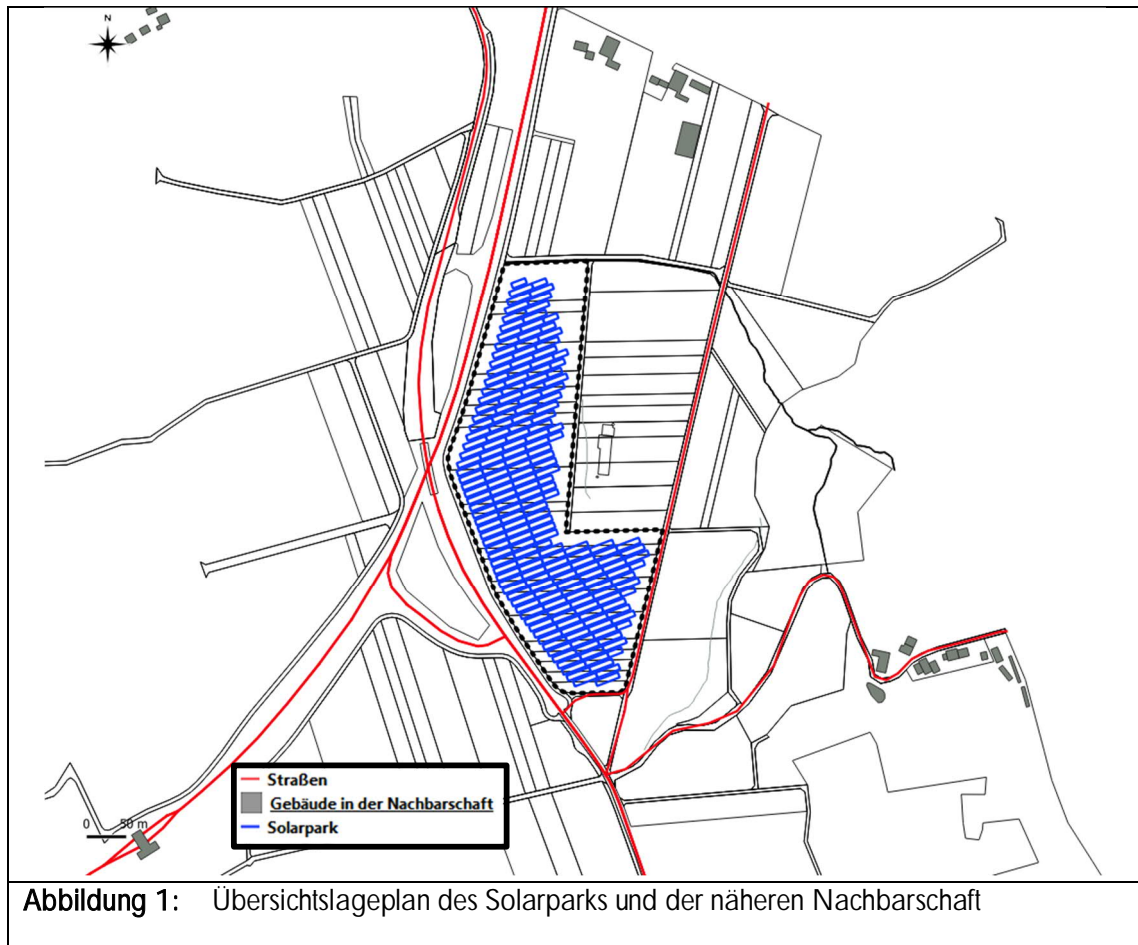 N
Straßen
Gebäude in der Nachbarschaft
0 50 m
Solarpark
Abbildung 1: Übersichtslageplan des Solarparks und der näheren Nachbarschaft